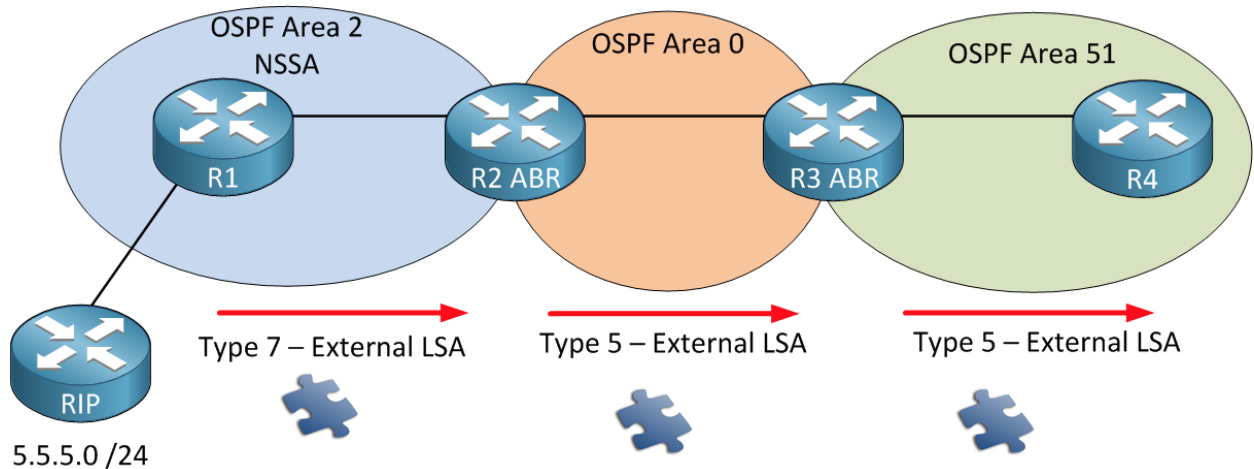 OSPF Area 2
NSSA
OSPF Area 0
OSPF Area 51
R1
R2 ABR
R3 ABR
R4
Type 7 – External LSA
Type 5 – External LSA
Type 5 – External LSA
RIP
5.5.5.0 /24